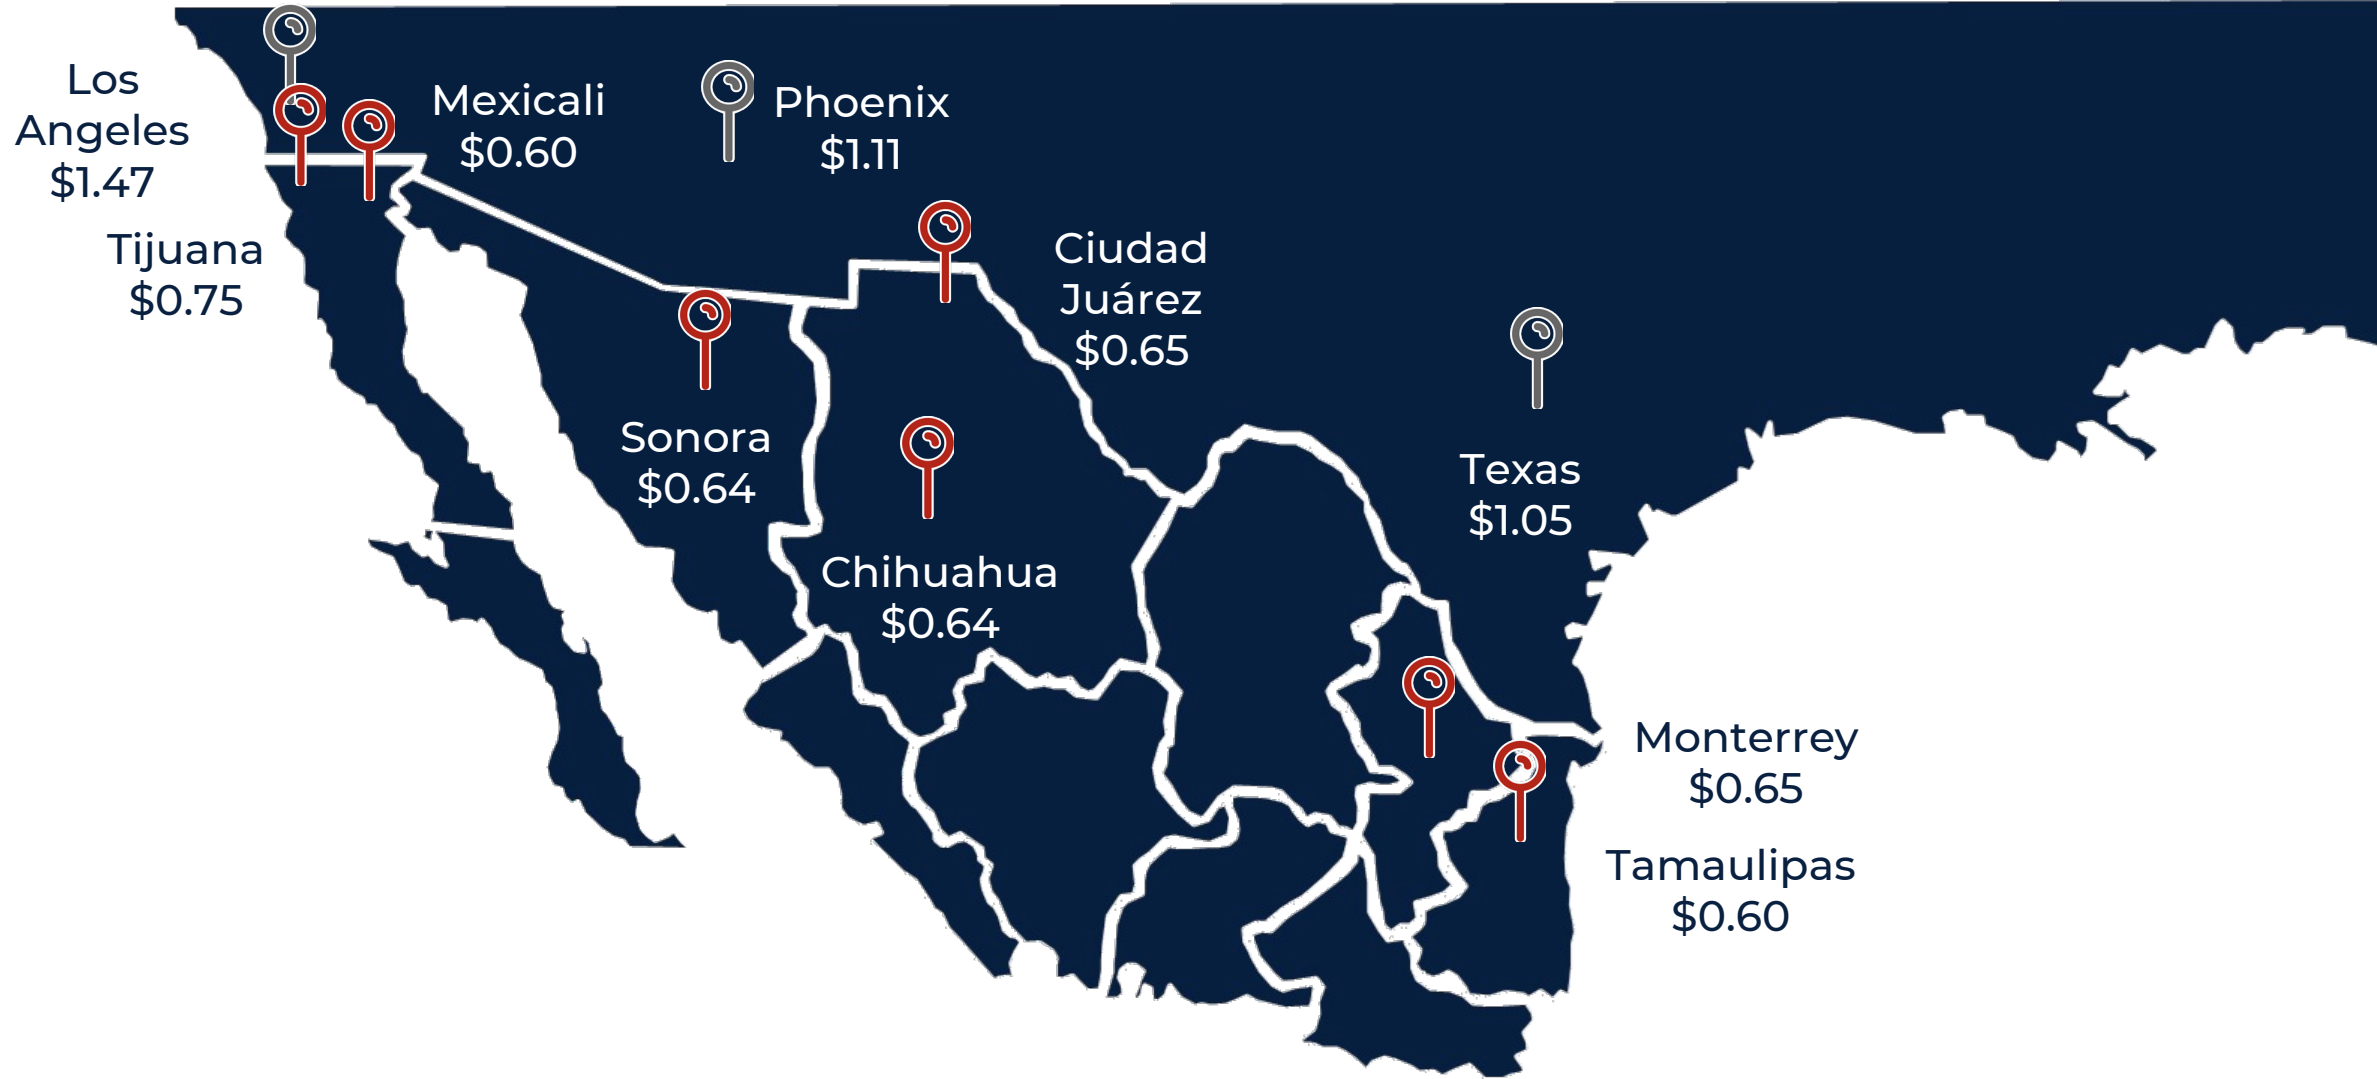 Los
Angeles
$1.47
Mexicali
$0.60
Phoenix
$1.11
Tijuana
$0.75
Ciudad
Juárez
$0.65
Sonora
$0.64
Texas
$1.05
Chihuahua
$0.64
Monterrey
$0.65
Tamaulipas
$0.60